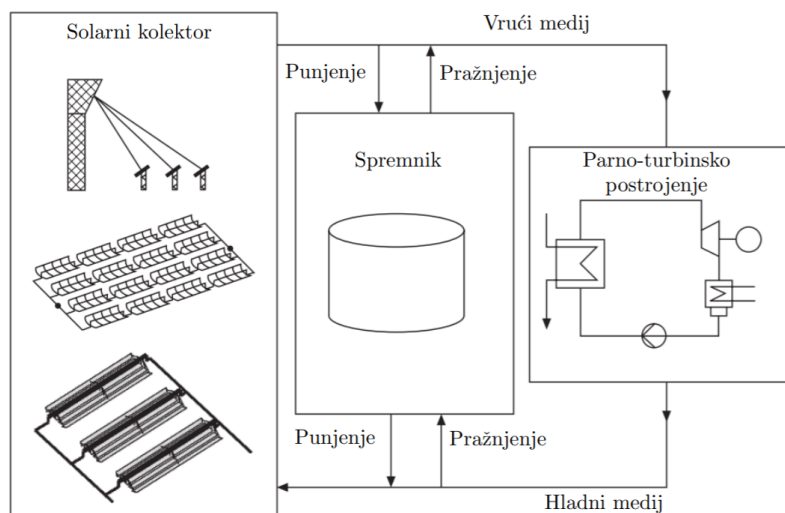 Solarni kolektor
Vrući medij
Punjenje
Pražnjenje
Spremnik
Parno-turbinsko
postrojenje
Punjenje
Pražnjenje
Hladni medij